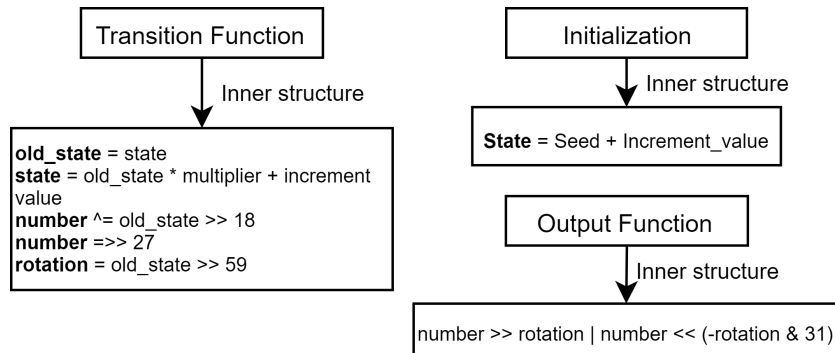 Transition Function
Inner structure
old_state = state
state = old_state * multiplier + increment
value
number ^= old_state >> 18
number =>> 27
rotation = old_state >> 59
Initialization
Inner structure
State = Seed + Increment_value
Output Function
Inner structure
number >> rotation | number << (-rotation & 31)